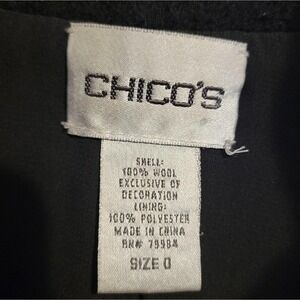 CHICO'S
SHELL:
100% WOOL
EXCLUSIVE OF
DECORATION
LINING:
100% POLYESTER
MADE IN CHINA
RN# 79984
SIZE 0